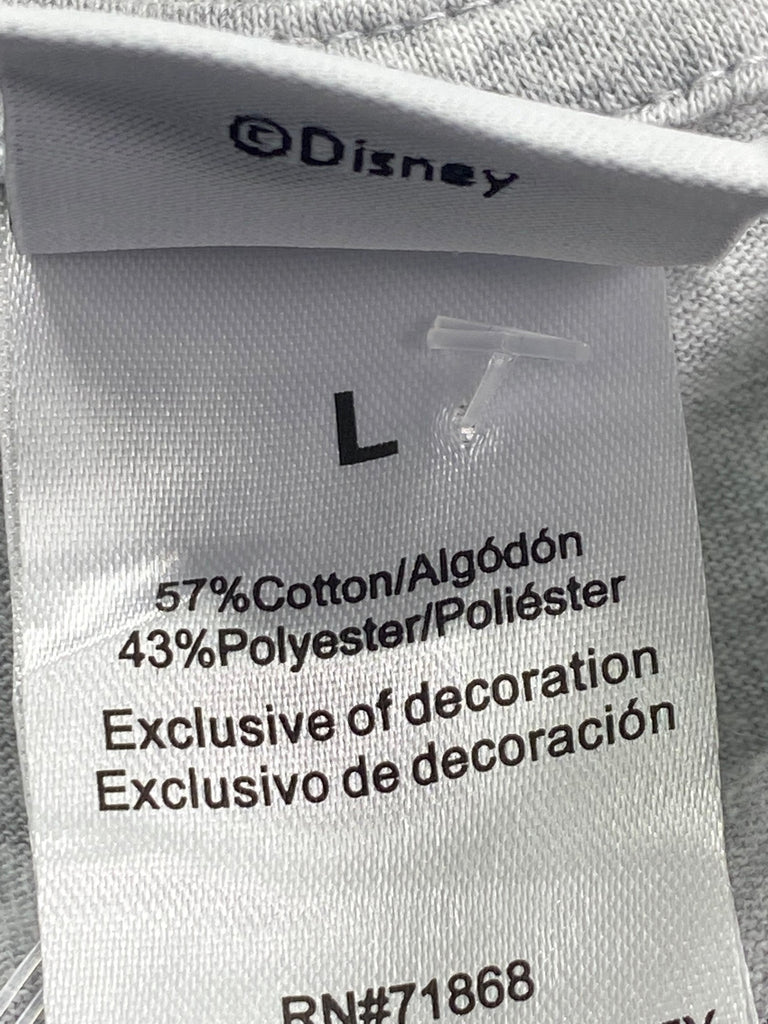 ©Disney
L
57%Cotton/Algódón
43%Polyester/Poliéster
Exclusive of decoration
Exclusivo de decoración
RN#71868